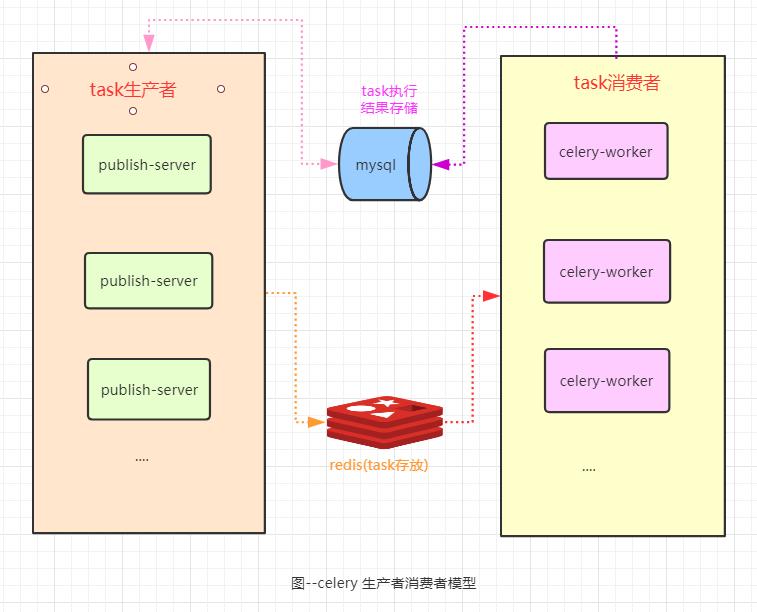 task生产者
publish-server
publish-server
publish-server
....
task执行
结果存储
mysql
redis(task存放)
task消费者
celery-worker
celery-worker
celery-worker
....
图--celery 生产者消费者模型